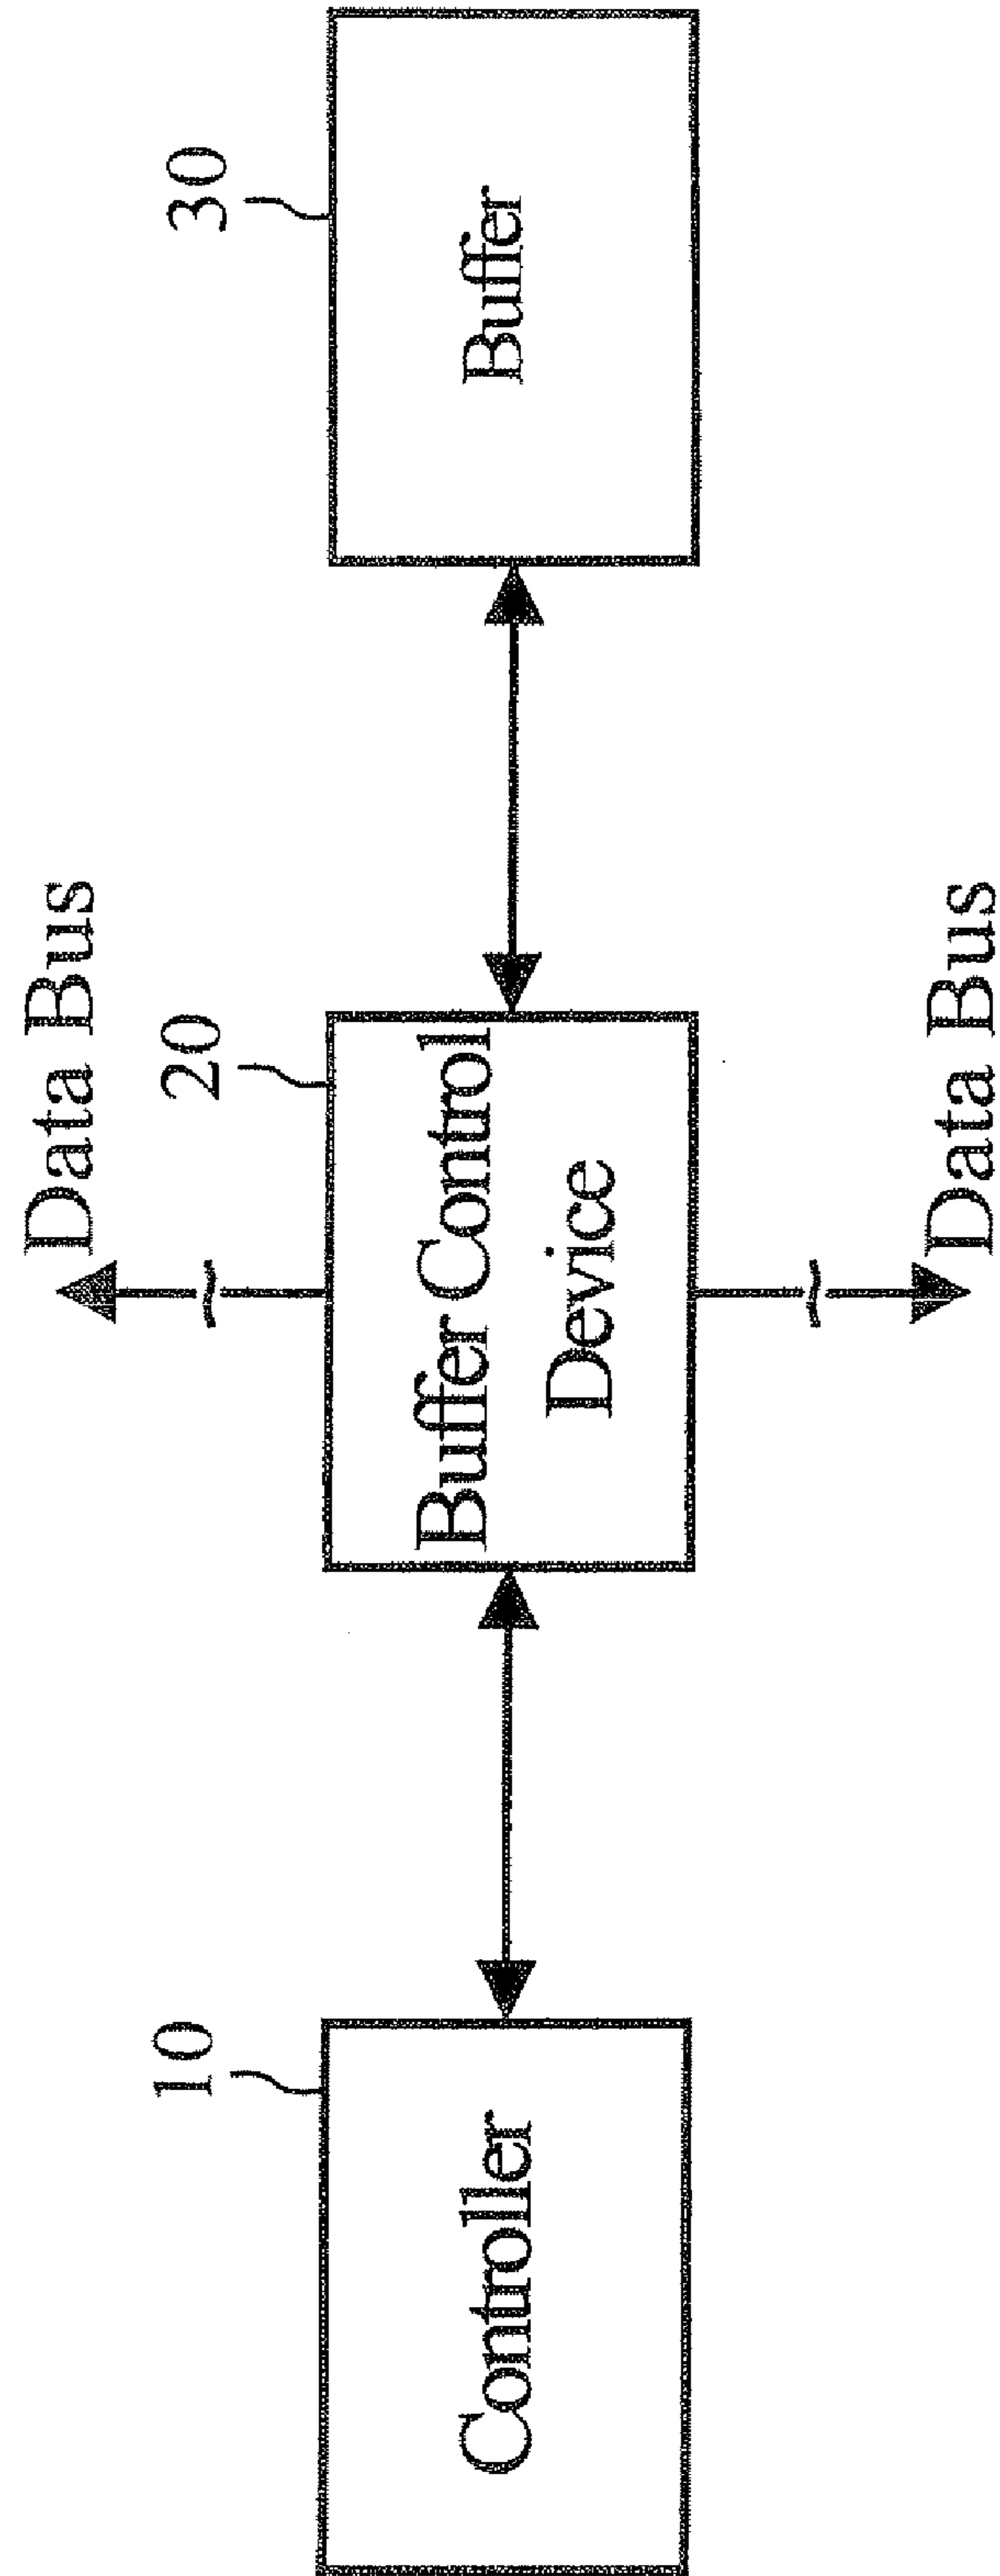 Data Bus
10
20
30
Controller
Buffer Control
Device
Buffer
Data Bus